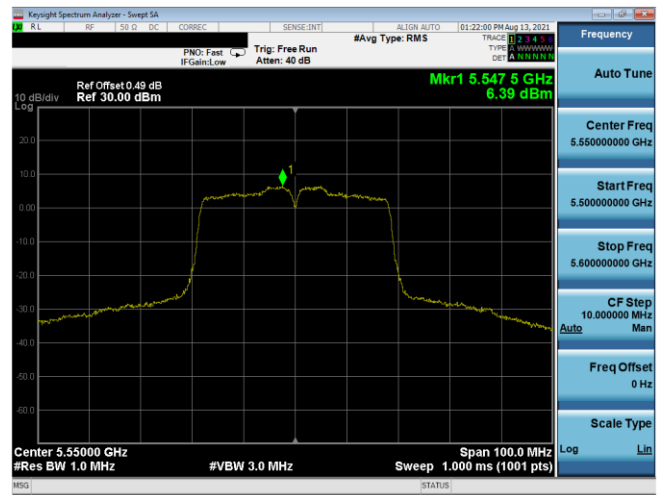 Keysight Spectrum Analyzer - Swept SA
RL RF 50 Ω DC CORREC SENSE:INT ALIGN AUTO 01:22:00 PM Aug 13, 2021
PNO: Fast
IFGain:Low
Trig: Free Run
Atten: 40 dB
#Avg Type: RMS
TRACE 1 2 3 4 5 6
TYPE A WWWWW
DET A N N N N N
Mkr1 5.547 5 GHz
6.39 dBm
Ref Offset 0.49 dB
10 dB/div Ref 30.00 dBm
Log
20.0
10.0
0.00
-10.0
-20.0
-30.0
-40.0
-50.0
-60.0
1
Center 5.55000 GHz Span 100.0 MHz
#Res BW 1.0 MHz #VBW 3.0 MHz Sweep 1.000 ms (1001 pts)
MSG STATUS
Frequency
Auto Tune
Center Freq
5.550000000 GHz
Start Freq
5.500000000 GHz
Stop Freq
5.600000000 GHz
CF Step
10.000000 MHz
Auto Man
Freq Offset
0 Hz
Scale Type
Log Lin